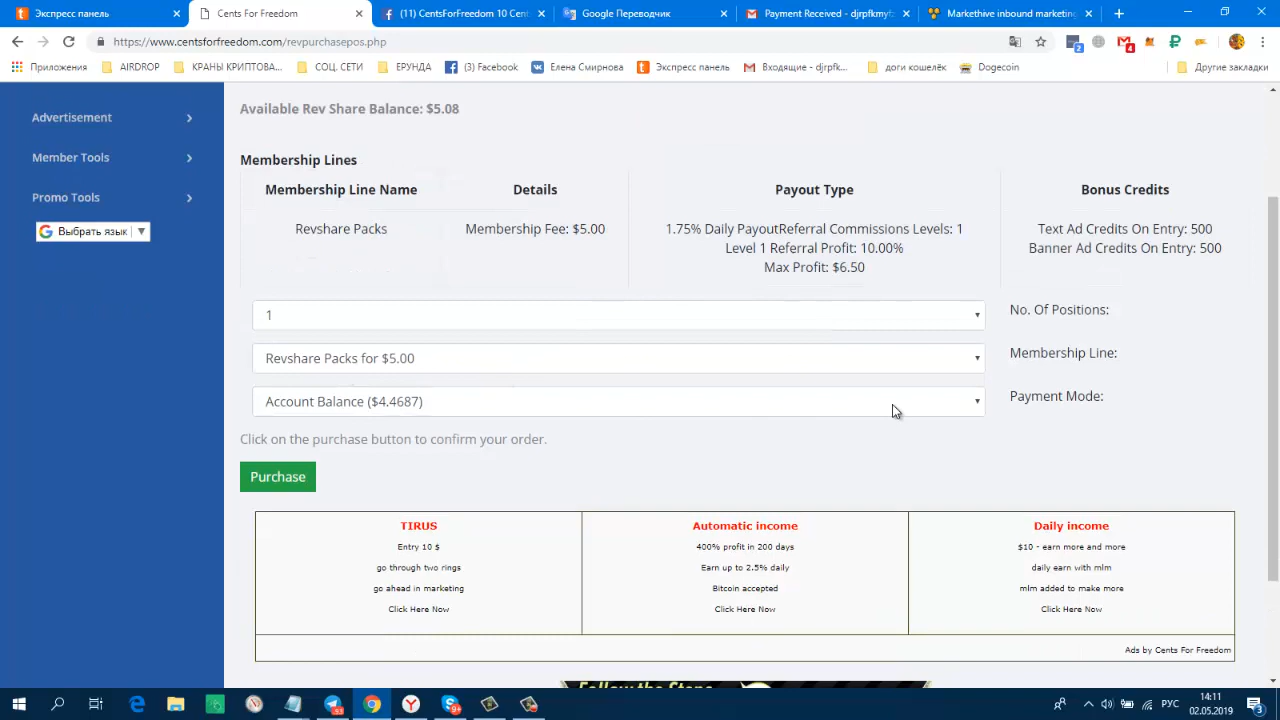 Экспресс панель
Cents For Freedom
(11) CentsForFreedom 10 Cent
Google Переводчик
Payment Received - djrpfkmyf
Markethive inbound marketing
https://www.centsforfreedom.com/revpurchasepos.php
Приложения
AIRDROP
КРАНЫ КРИПТОВА...
СОЦ. СЕТИ
ЕРУНДА
(3) Facebook
Елена Смирнова
Экспресс панель
Входящие - djrpfk...
доги кошелёк
Dogecoin
Другие закладки
Advertisement
Member Tools
Promo Tools
Выбрать язык
Available Rev Share Balance: $5.08
Membership Lines
Membership Line Name Details Payout Type Bonus Credits
Revshare Packs Membership Fee: $5.00 1.75% Daily PayoutReferral Commissions Levels: 1 Text Ad Credits On Entry: 500
Level 1 Referral Profit: 10.00% Banner Ad Credits On Entry: 500
Max Profit: $6.50
1 No. Of Positions:
Revshare Packs for $5.00 Membership Line:
Account Balance ($4.4687) Payment Mode:
Click on the purchase button to confirm your order.
Purchase
TIRUS
Entry 10 $
go through two rings
go ahead in marketing
Click Here Now
Automatic income
400% profit in 200 days
Earn up to 2.5% daily
Bitcoin accepted
Click Here Now
Daily income
$10 - earn more and more
daily earn with mlm
mlm added to make more
Click Here Now
Ads by Cents For Freedom
Follow the Steps
РУС
14:11
02.05.2019